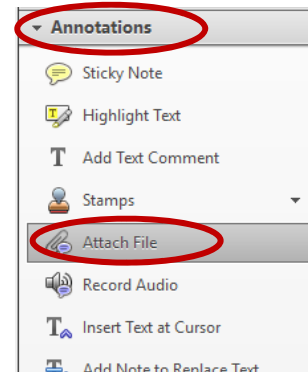 Annotations
Sticky Note
Highlight Text
Add Text Comment
Stamps
Attach File
Record Audio
Insert Text at Cursor
Add Note to Replace Text